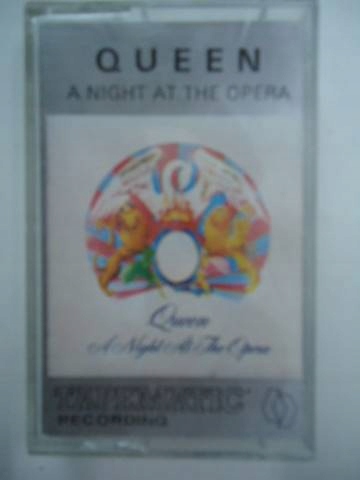 QUEEN
A NIGHT AT THE OPERA
Queen
A Night At The Opera
RECORDING